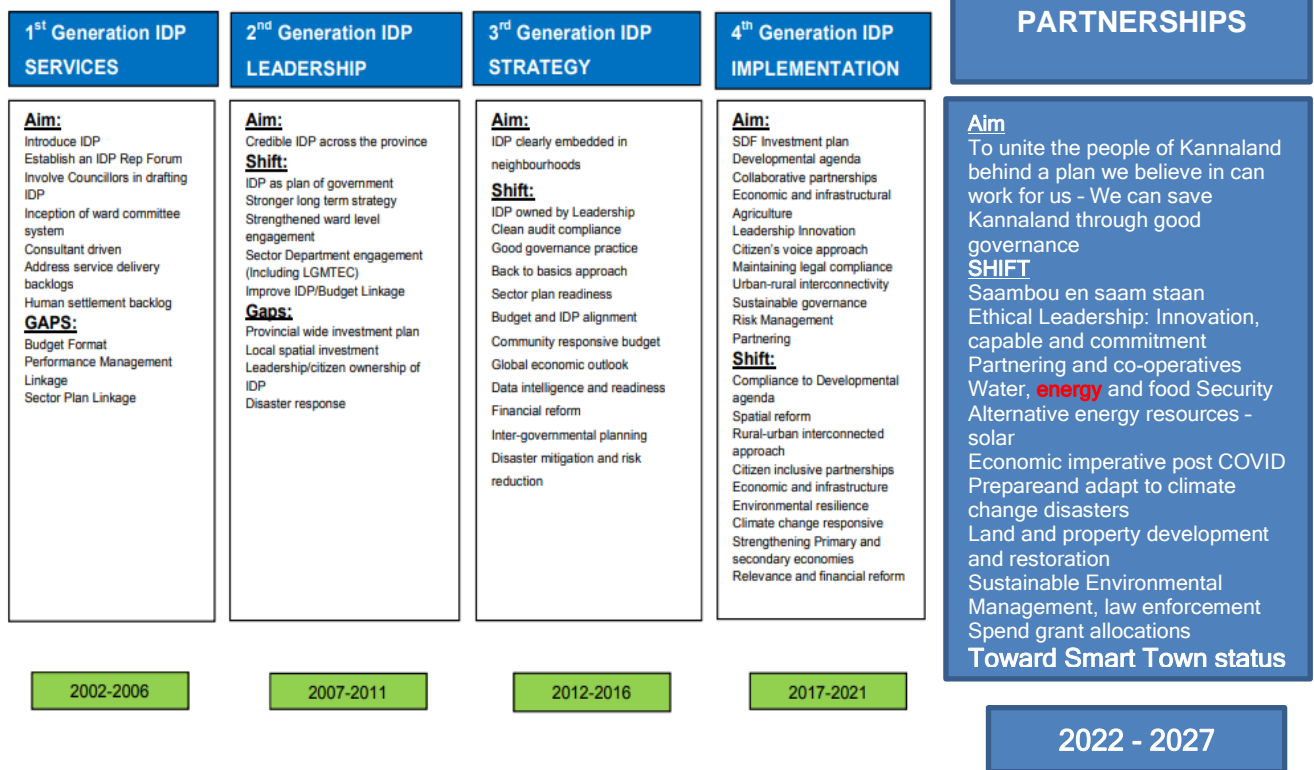 1st Generation IDP
SERVICES
Aim:
Introduce IDP
Establish an IDP Rep Forum
Involve Councillors in drafting
IDP
Inception of ward committee
system
Consultant driven
Address service delivery
backlogs
Human settlement backlog
GAPS:
Budget Format
Performance Management
Linkage
Sector Plan Linkage
2002-2006
2nd Generation IDP
LEADERSHIP
Aim:
Credible IDP across the province
Shift:
IDP as plan of government
Stronger long term strategy
Strengthened ward level
engagement
Sector Department engagement
(Including LGMTEC)
Improve IDP/Budget Linkage
Gaps:
Provincial wide investment plan
Local spatial investment
Leadership/citizen ownership of
IDP
Disaster response
2007-2011
3rd Generation IDP
STRATEGY
Aim:
IDP clearly embedded in
neighbourhoods
Shift:
IDP owned by Leadership
Clean audit compliance
Good governance practice
Back to basics approach
Sector plan readiness
Budget and IDP alignment
Community responsive budget
Global economic outlook
Data intelligence and readiness
Financial reform
Inter-governmental planning
Disaster mitigation and risk
reduction
2012-2016
4th Generation IDP
IMPLEMENTATION
Aim:
SDF Investment plan
Developmental agenda
Collaborative partnerships
Economic and infrastructural
Agriculture
Leadership Innovation
Citizen's voice approach
Maintaining legal compliance
Urban-rural interconnectivity
Sustainable governance
Risk Management
Partnering
Shift:
Compliance to Developmental
agenda
Spatial reform
Rural-urban interconnected
approach
Citizen inclusive partnerships
Economic and infrastructure
Environmental resilience
Climate change responsive
Strengthening Primary and
secondary economies
Relevance and financial reform
2017-2021
PARTNERSHIPS
Aim
To unite the people of Kannaland
behind a plan we believe in can
work for us - We can save
Kannaland through good
governance
SHIFT
Saambou en saam staan
Ethical Leadership: Innovation,
capable and commitment
Partnering and co-operatives
Water, energy and food Security
Alternative energy resources -
solar
Economic imperative post COVID
Prepareand adapt to climate
change disasters
Land and property development
and restoration
Sustainable Environmental
Management, law enforcement
Spend grant allocations
Toward Smart Town status
2022 - 2027